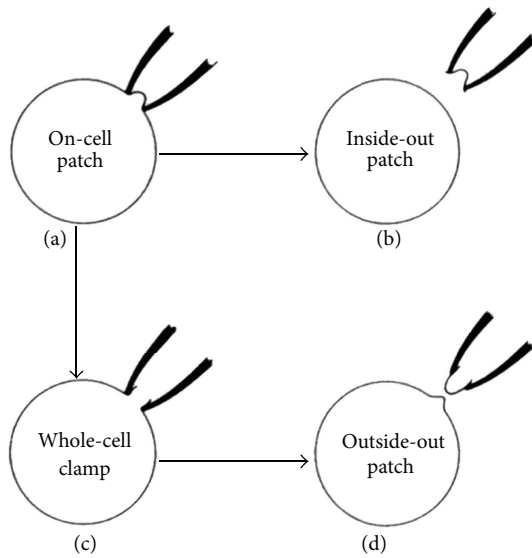 On-cell
patch
(a)
Inside-out
patch
(b)
Whole-cell
clamp
(c)
Outside-out
patch
(d)